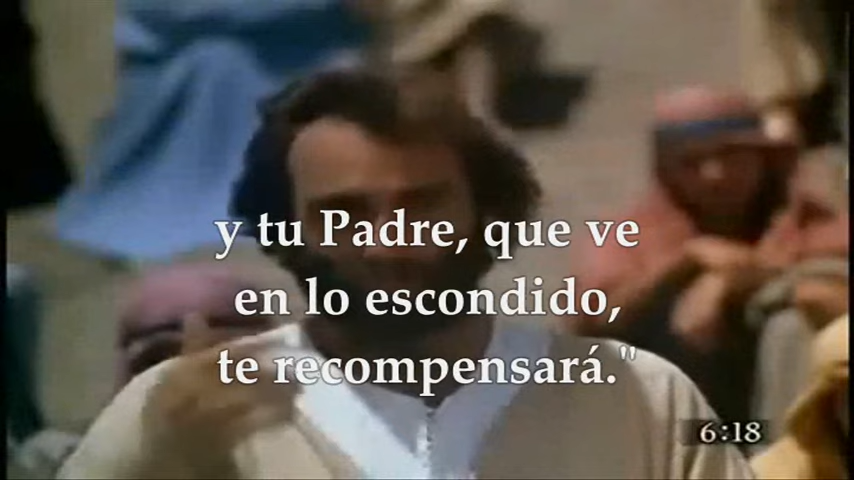 y tu Padre, que ve
en lo escondido,
te recompensará."
6:18